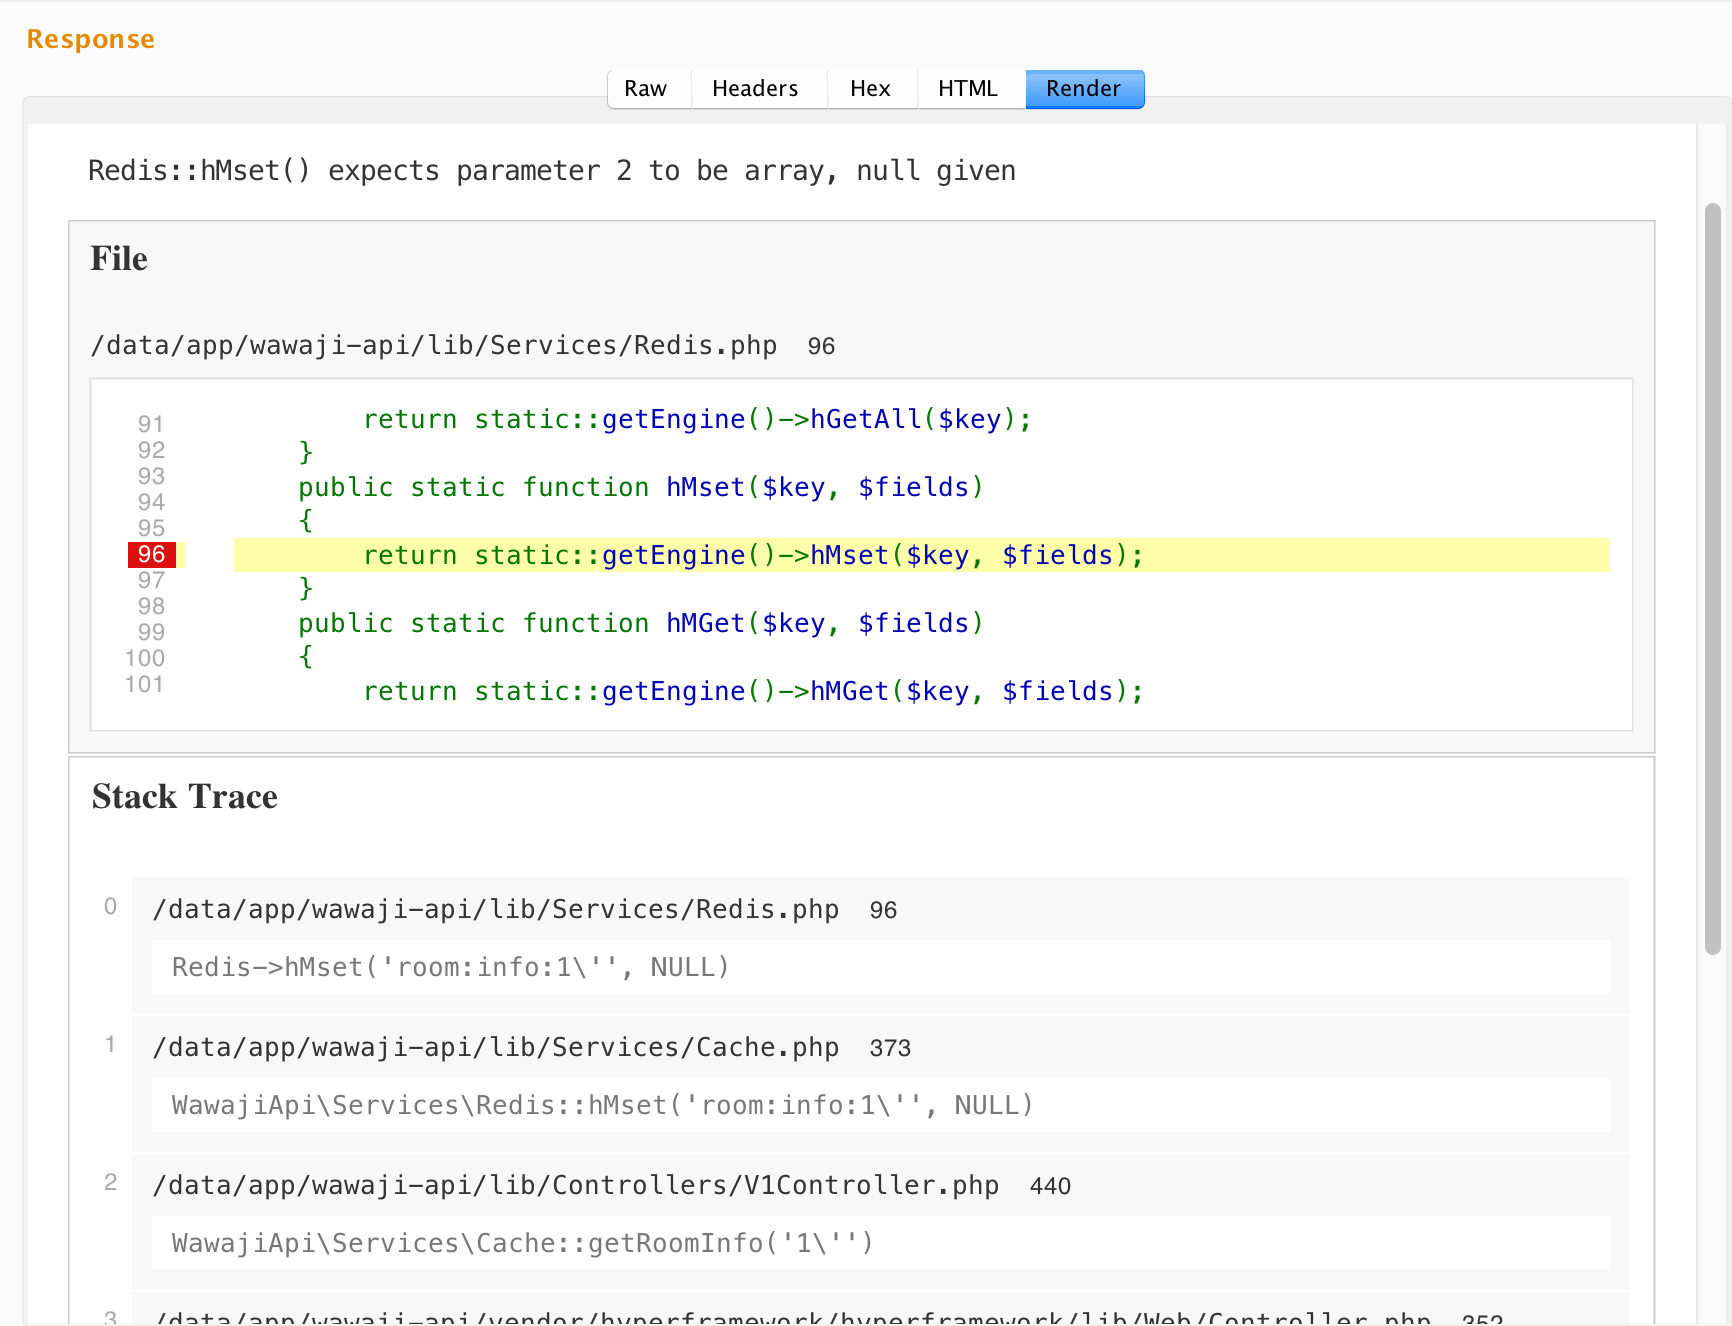 Response
Raw Headers Hex HTML Render
Redis::hMset() expects parameter 2 to be array, null given
File
/data/app/wawaji-api/lib/Services/Redis.php 96
91 return static::getEngine()->hGetAll($key);
92 }
93 public static function hMset($key, $fields)
94 {
95
96 return static::getEngine()->hMset($key, $fields);
97 }
98 public static function hMGet($key, $fields)
99 {
100
101 return static::getEngine()->hMGet($key, $fields);
Stack Trace
0 /data/app/wawaji-api/lib/Services/Redis.php 96
Redis->hMset('room:info:1\'', NULL)
1 /data/app/wawaji-api/lib/Services/Cache.php 373
WawajiApi\Services\Redis::hMset('room:info:1\'', NULL)
2 /data/app/wawaji-api/lib/Controllers/V1Controller.php 440
WawajiApi\Services\Cache::getRoomInfo('1\'')
3 /data/app/wawaji-api/vendor/hyperframework/hyperframework/lib/Web/Controller.php 352